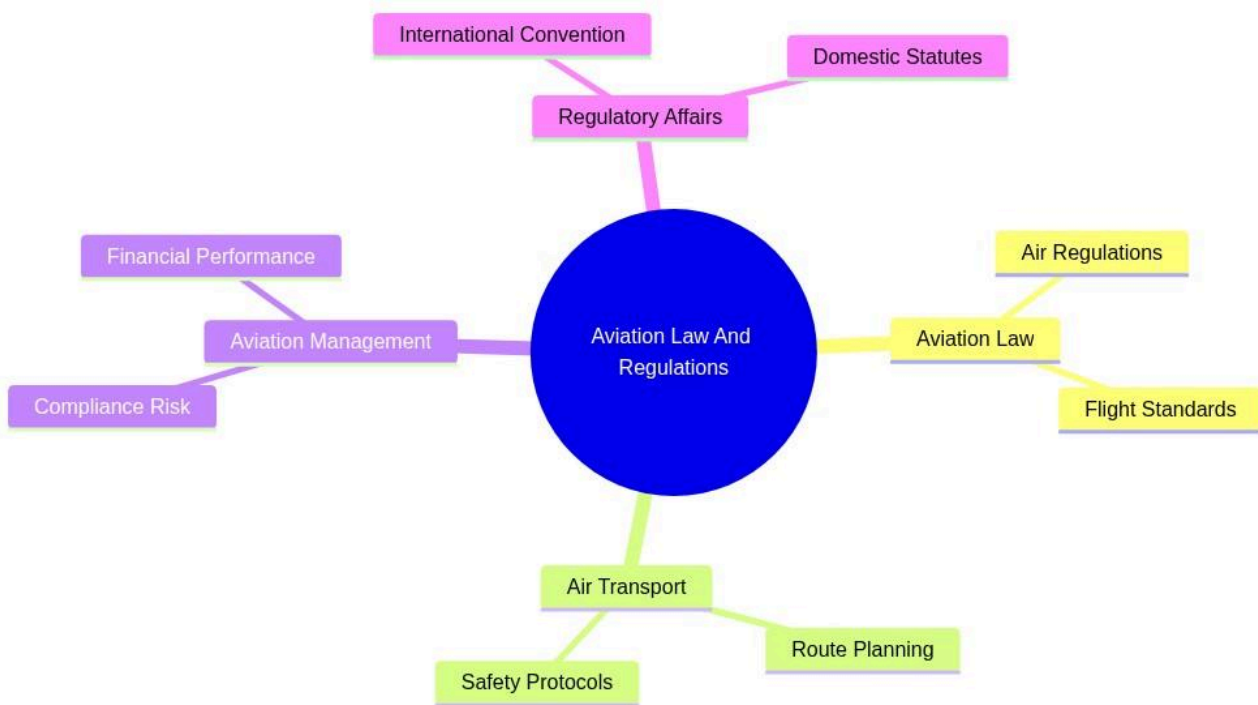 International Convention
Domestic Statutes
Regulatory Affairs
Financial Performance
Air Regulations
Aviation Management
Aviation Law And
Regulations
Aviation Law
Compliance Risk
Flight Standards
Air Transport
Route Planning
Safety Protocols